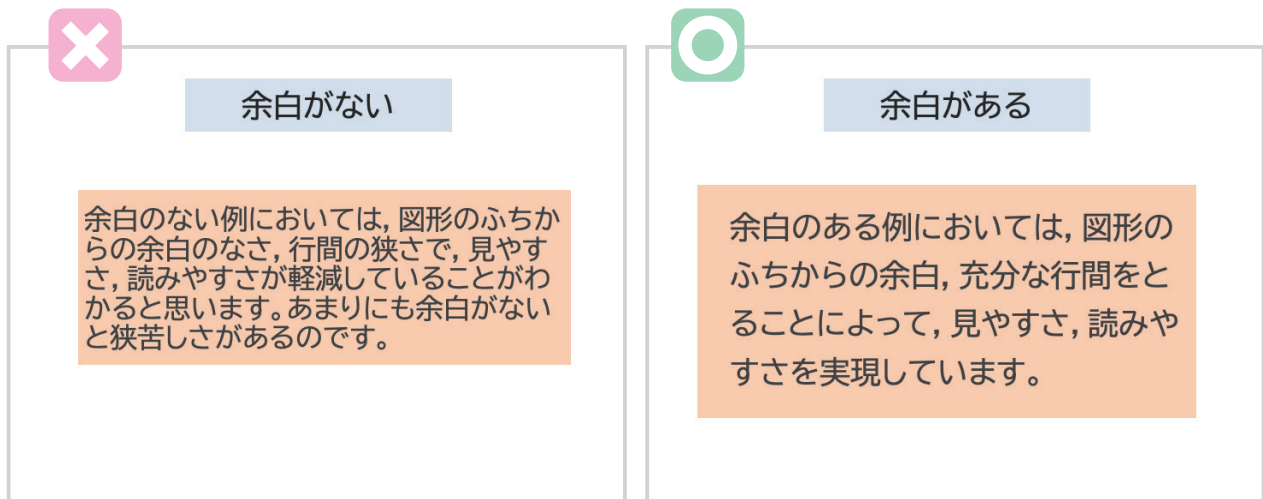 余白がない
余白のない例においては, 図形のふちか
らの余白のなさ, 行間の狭さで, 見やす
さ, 読みやすさが軽減していることがわ
かると思います。あまりにも余白がない
と狭苦しさがあるのです。
余白がある
余白のある例においては, 図形の
ふちからの余白, 充分な行間をと
ることによって, 見やすさ, 読みや
すさを実現しています。